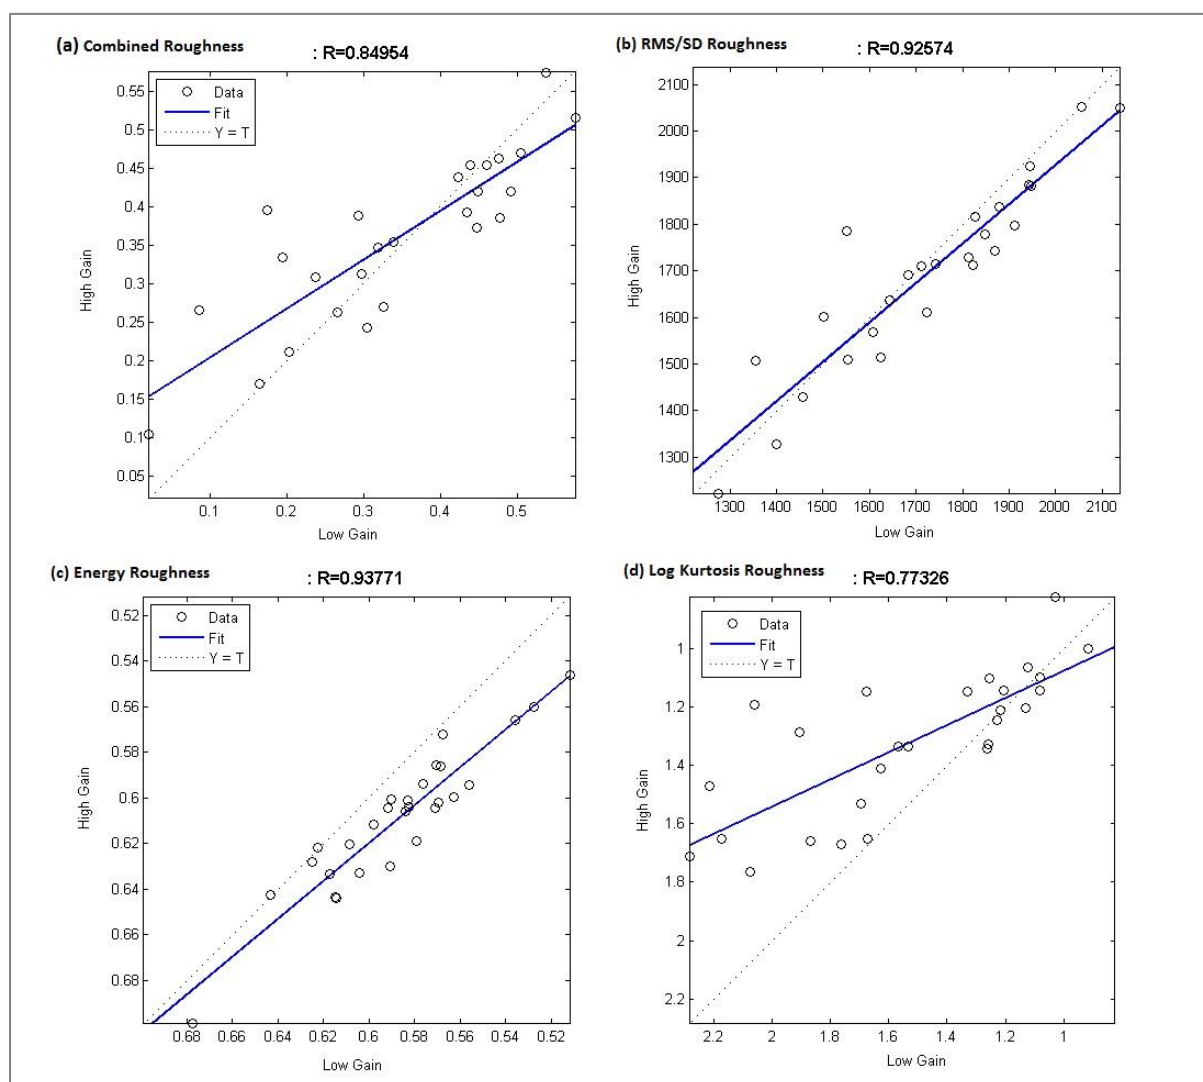 (a) Combined Roughness
: R=0.84954
Data
Fit
Y = T
High Gain
0.55
0.5
0.45
0.4
0.35
0.3
0.25
0.2
0.15
0.1
0.05
0.1 0.2 0.3 0.4 0.5
Low Gain
(b) RMS/SD Roughness
: R=0.92574
High Gain
2100
2000
1900
1800
1700
1600
1500
1400
1300
1300 1400 1500 1600 1700 1800 1900 2000 2100
Low Gain
(c) Energy Roughness
: R=0.93771
Data
Fit
Y = T
High Gain
0.52
0.54
0.56
0.58
0.6
0.62
0.64
0.66
0.68
0.68 0.66 0.64 0.62 0.6 0.58 0.56 0.54 0.52
Low Gain
(d) Log Kurtosis Roughness
: R=0.77326
Data
Fit
Y = T
High Gain
1
1.2
1.4
1.6
1.8
2
2.2
2.2 2 1.8 1.6 1.4 1.2 1
Low Gain